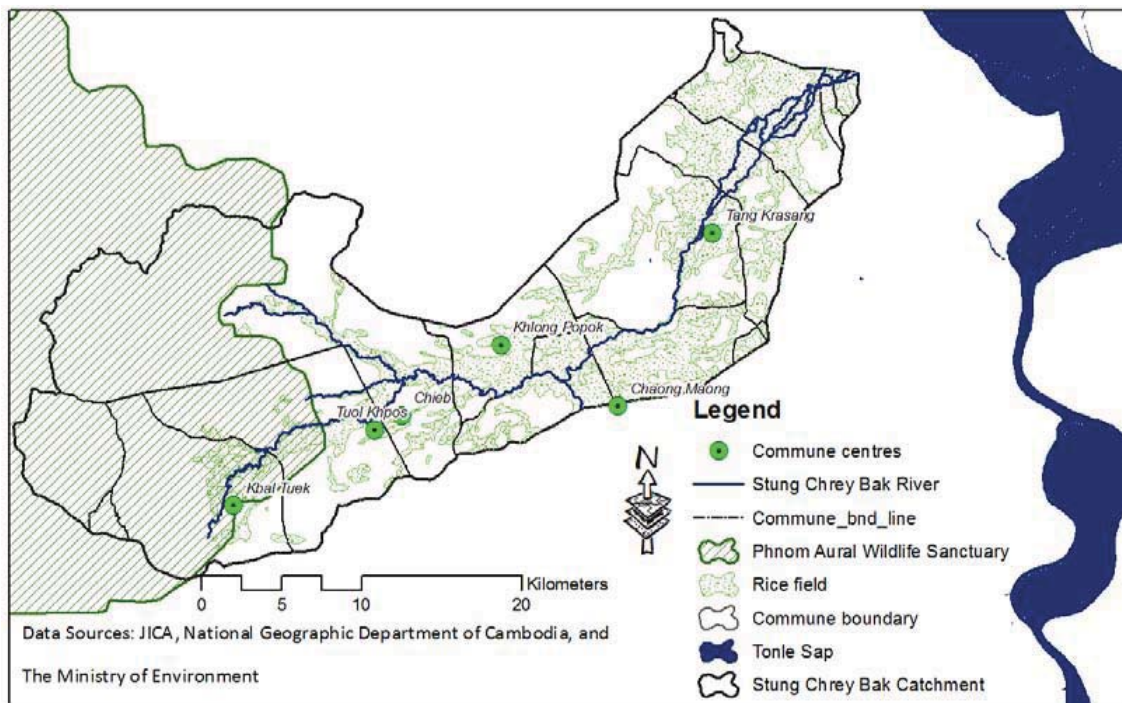 Tang Krasang
Khlong Popok
Chaong Maong
Chieb
Tuol Khpos
Kbal Tuek
Legend
N
Commune centres
Stung Chrey Bak River
Commune_bnd_line
Phnom Aural Wildlife Sanctuary
Rice field
Commune boundary
Tonle Sap
Stung Chrey Bak Catchment
Kilometers
0 5 10 20
Data Sources: JICA, National Geographic Department of Cambodia, and
The Ministry of Environment